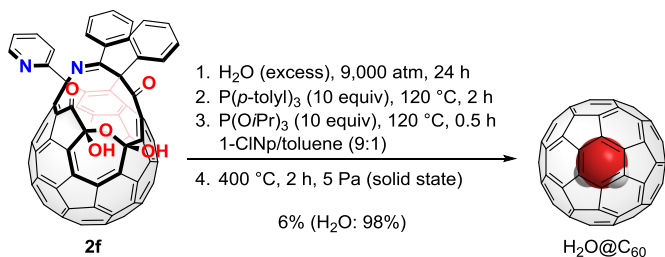 N
N
O
O
O
OH
OH
2f
1. H₂O (excess), 9,000 atm, 24 h
2. P(p-tolyl)₃ (10 equiv), 120 °C, 2 h
3. P(OiPr)₃ (10 equiv), 120 °C, 0.5 h
1-ClNp/toluene (9:1)
4. 400 °C, 2 h, 5 Pa (solid state)
6% (H₂O: 98%)
H₂O@C₆₀